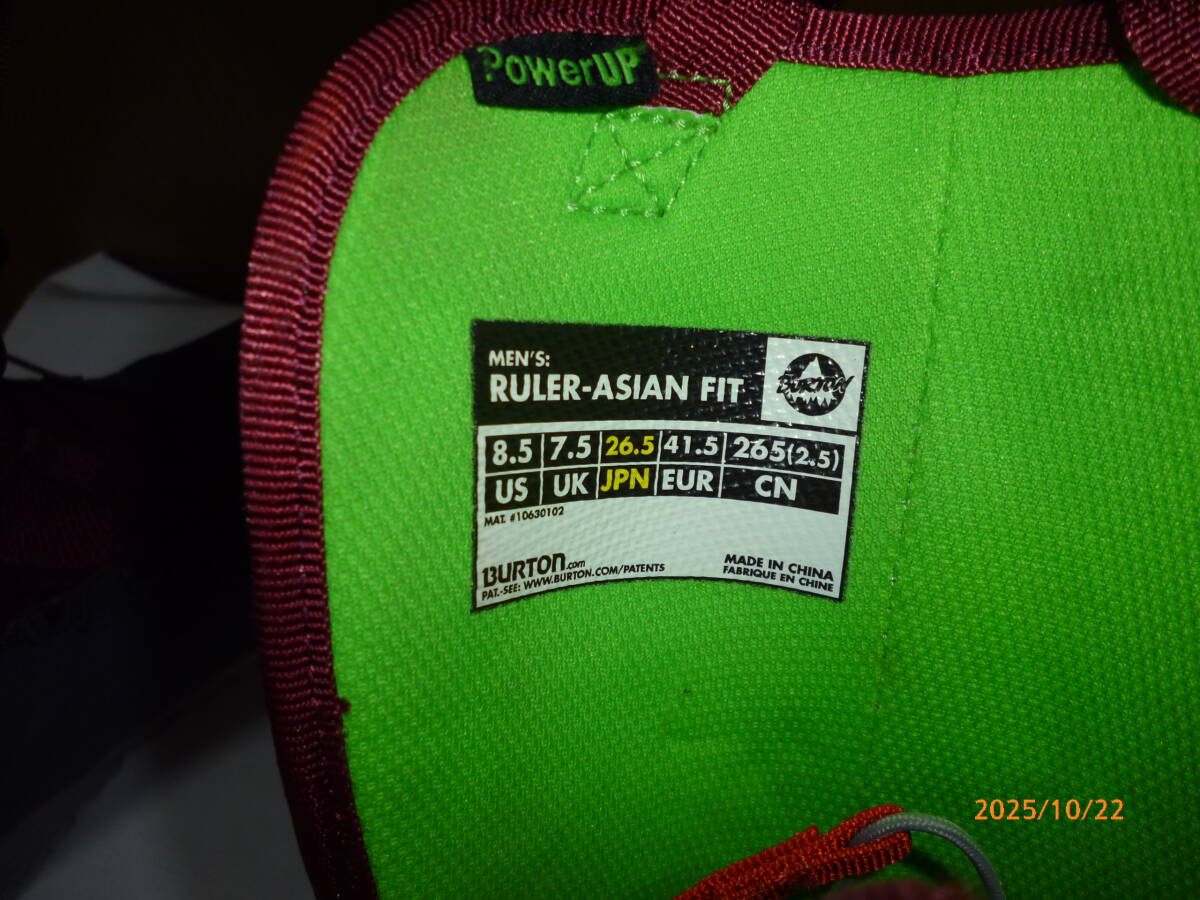 PowerUP
MEN'S:
RULER-ASIAN FIT
BURTON
8.5 7.5 26.5 41.5 265(2.5)
US UK JPN EUR CN
MAT. #10630102
BURTON.com
PAT.-SEE: WWW.BURTON.COM/PATENTS
MADE IN CHINA
FABRIQUE EN CHINE
2025/10/22